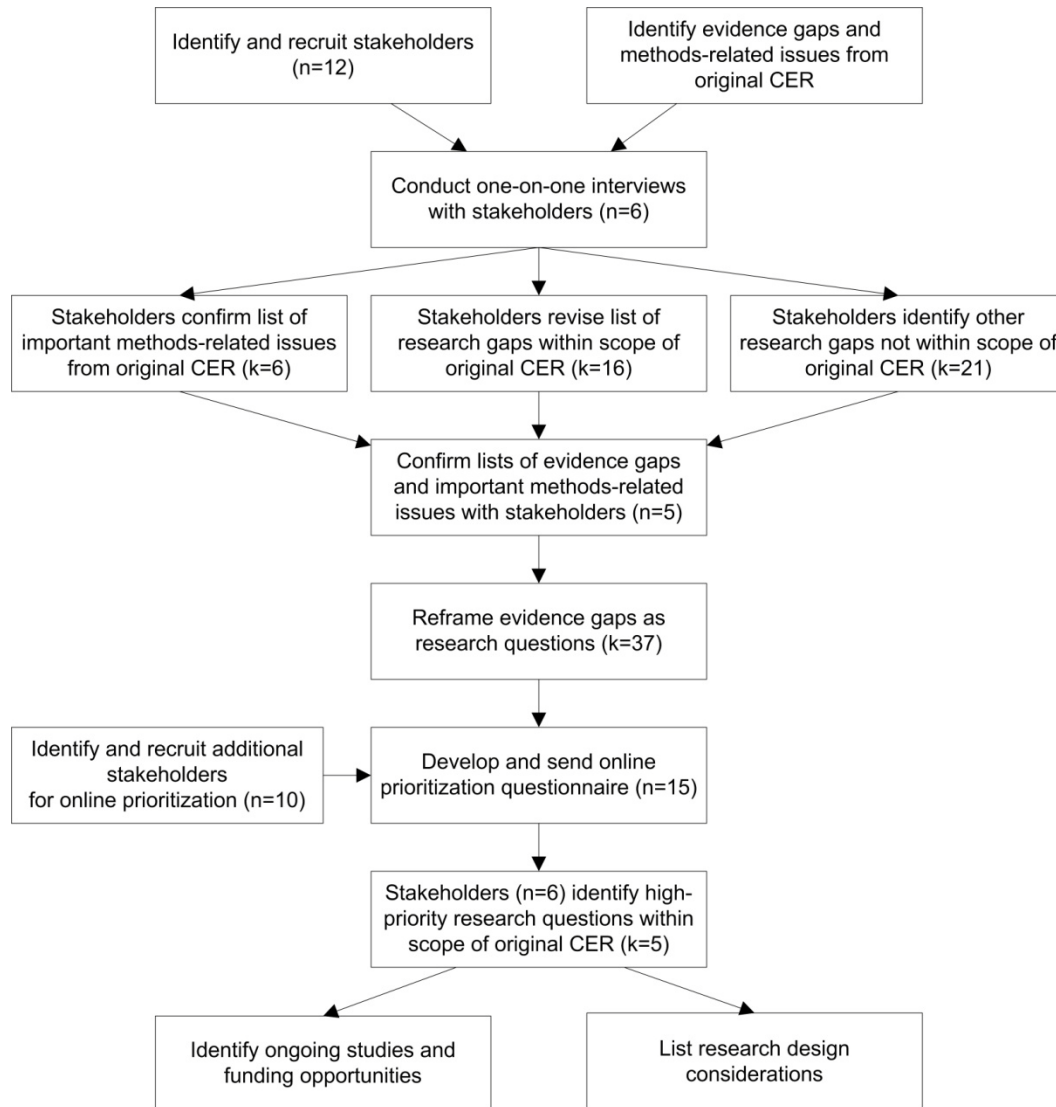 Identify and recruit stakeholders
(n=12)
Identify evidence gaps and
methods-related issues from
original CER
Conduct one-on-one interviews
with stakeholders (n=6)
Stakeholders confirm list of
important methods-related issues
from original CER (k=6)
Stakeholders revise list of
research gaps within scope of
original CER (k=16)
Stakeholders identify other
research gaps not within scope of
original CER (k=21)
Confirm lists of evidence gaps
and important methods-related
issues with stakeholders (n=5)
Reframe evidence gaps as
research questions (k=37)
Identify and recruit additional
stakeholders
for online prioritization (n=10)
Develop and send online
prioritization questionnaire (n=15)
Stakeholders (n=6) identify high-
priority research questions within
scope of original CER (k=5)
Identify ongoing studies and
funding opportunities
List research design
considerations